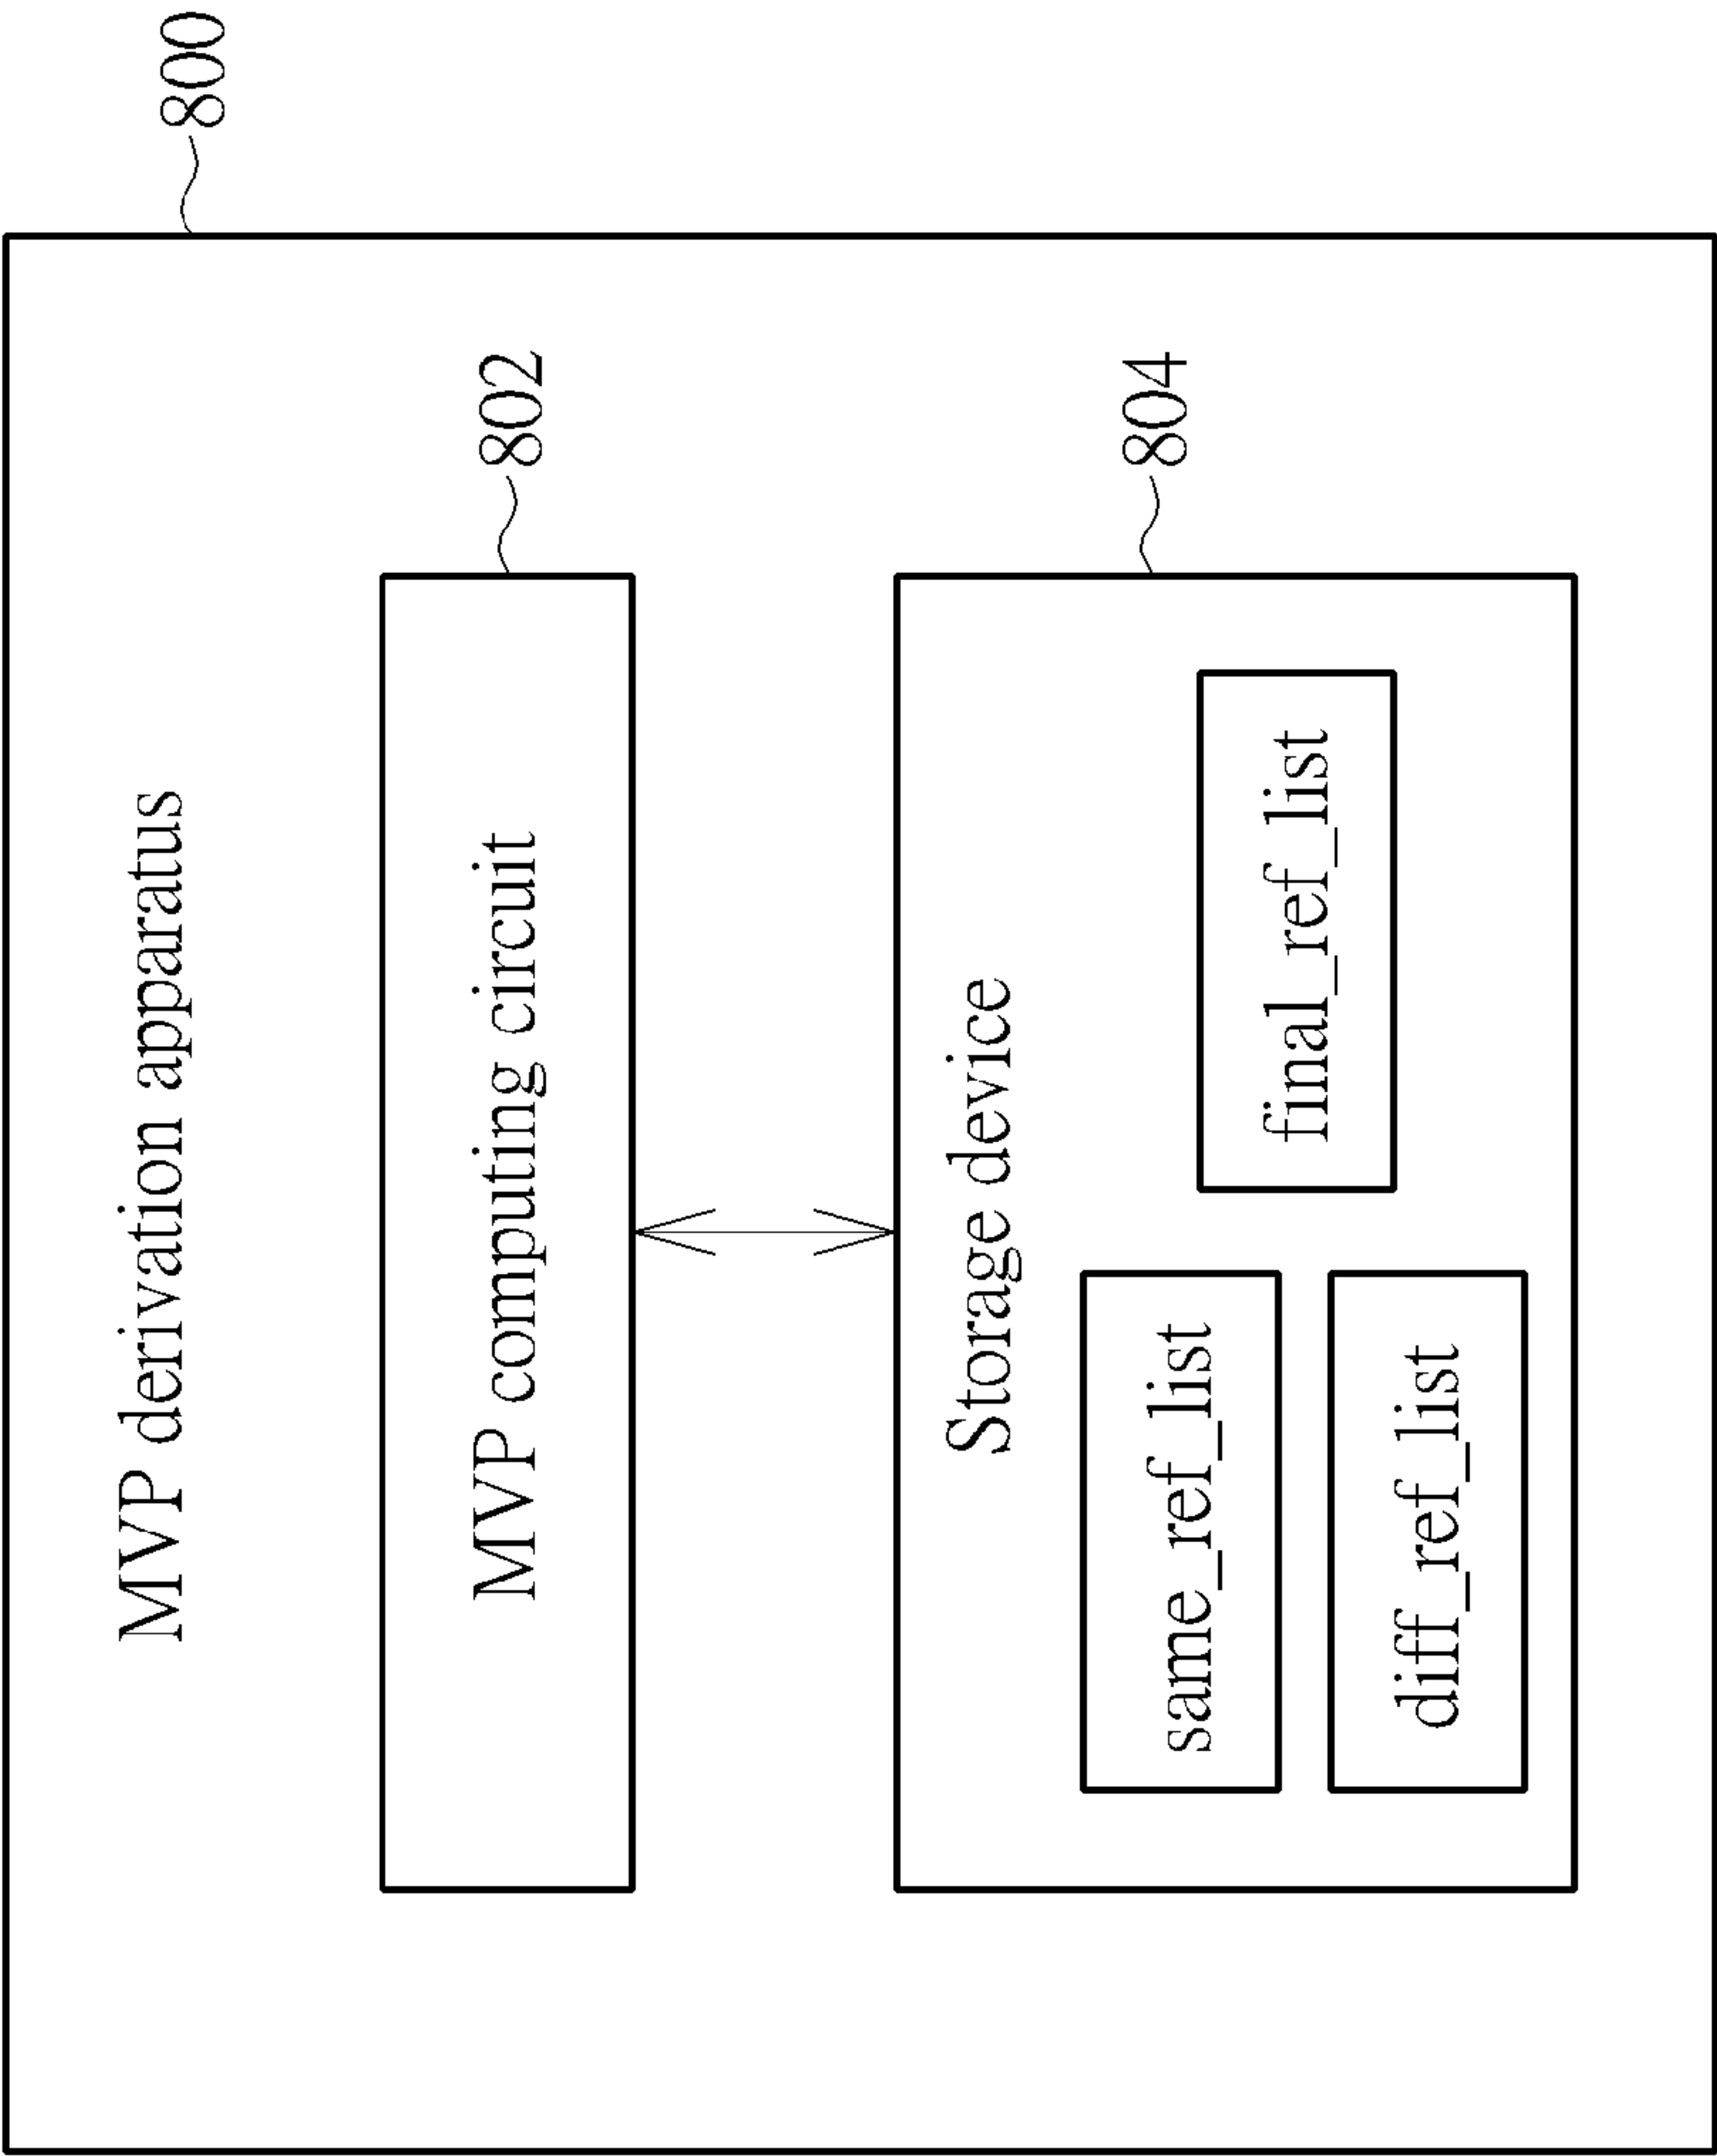 MVP derivation apparatus
800
MVP computing circuit
802
Storage device
804
same_ref_list
final_ref_list
diff_ref_list